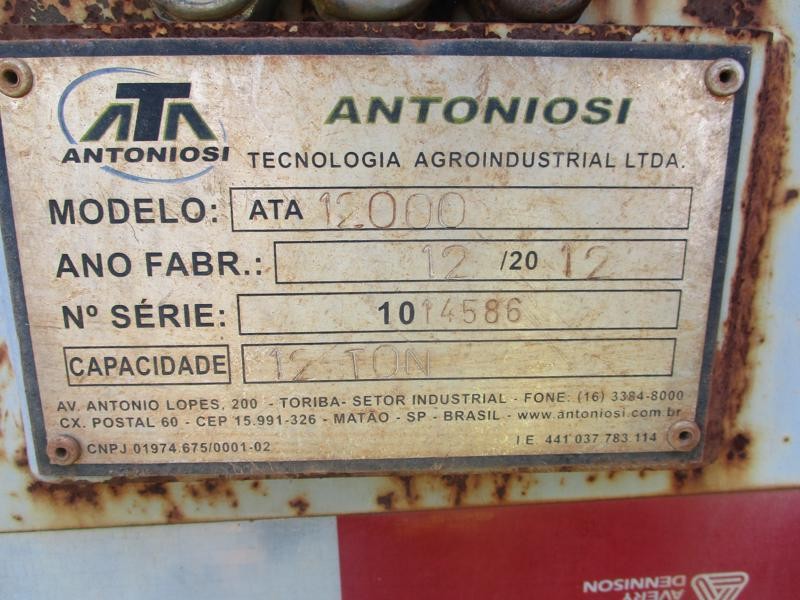 ATA
ANTONIOSI
ANTONIOSI
TECNOLOGIA AGROINDUSTRIAL LTDA.
MODELO: ATA 12000
ANO FABR.: 12 /20 12
Nº SÉRIE: 1014586
CAPACIDADE 12 TON
AV. ANTONIO LOPES, 200 - TORIBA- SETOR INDUSTRIAL - FONE: (16) 3384-8000
CX. POSTAL 60 - CEP 15.991-326 - MATÃO - SP - BRASIL - www.antoniosi.com.br
CNPJ 01974.675/0001-02 I E. 441 037 783 114
AVERY
DENNISON